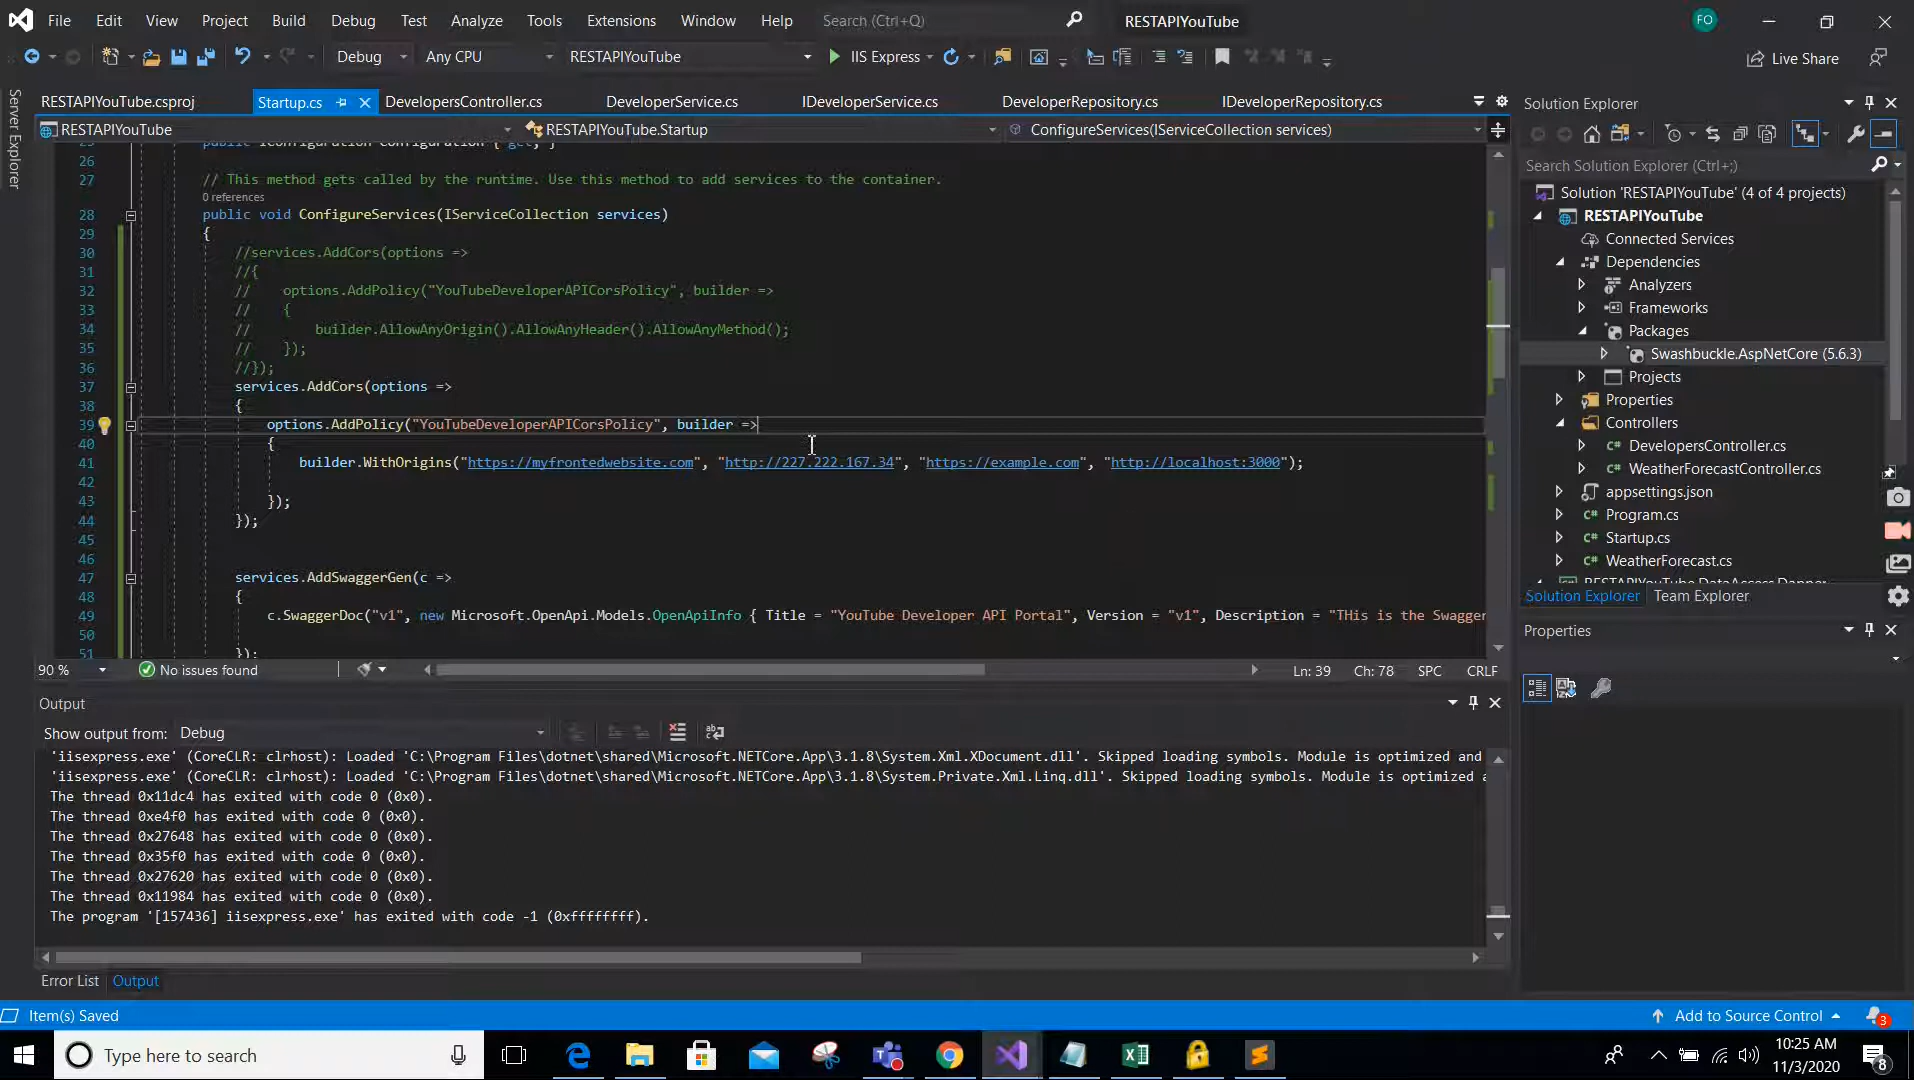 File Edit View Project Build Debug Test Analyze Tools Extensions Window Help Search (Ctrl+Q) RESTAPIYouTube FO
Debug Any CPU RESTAPIYouTube IIS Express Live Share
Server Explorer
RESTAPIYouTube.csproj Startup.cs DevelopersController.cs DeveloperService.cs IDeveloperService.cs DeveloperRepository.cs IDeveloperRepository.cs
RESTAPIYouTube RESTAPIYouTube.Startup ConfigureServices(IServiceCollection services)
26
27 // This method gets called by the runtime. Use this method to add services to the container.
0 references
28 public void ConfigureServices(IServiceCollection services)
29 {
30 //services.AddCors(options =>
31 //{
32 // options.AddPolicy("YouTubeDeveloperAPICorsPolicy", builder =>
33 // {
34 // builder.AllowAnyOrigin().AllowAnyHeader().AllowAnyMethod();
35 // });
36 //});
37 services.AddCors(options =>
38 {
39 options.AddPolicy("YouTubeDeveloperAPICorsPolicy", builder =>
40 {
41 builder.WithOrigins("https://myfrontedwebsite.com", "http://227.222.167.34", "https://example.com", "http://localhost:3000");
42
43 });
44 });
45
46
47 services.AddSwaggerGen(c =>
48 {
49 c.SwaggerDoc("v1", new Microsoft.OpenApi.Models.OpenApiInfo { Title = "YouTube Developer API Portal", Version = "v1", Description = "THis is the Swagger
50
51 });
90 % No issues found Ln: 39 Ch: 78 SPC CRLF
Output
Show output from: Debug
'iisexpress.exe' (CoreCLR: clrhost): Loaded 'C:\Program Files\dotnet\shared\Microsoft.NETCore.App\3.1.8\System.Xml.XDocument.dll'. Skipped loading symbols. Module is optimized and
'iisexpress.exe' (CoreCLR: clrhost): Loaded 'C:\Program Files\dotnet\shared\Microsoft.NETCore.App\3.1.8\System.Private.Xml.Linq.dll'. Skipped loading symbols. Module is optimized
The thread 0x11dc4 has exited with code 0 (0x0).
The thread 0xe4f0 has exited with code 0 (0x0).
The thread 0x27648 has exited with code 0 (0x0).
The thread 0x35f0 has exited with code 0 (0x0).
The thread 0x27620 has exited with code 0 (0x0).
The thread 0x11984 has exited with code 0 (0x0).
The program '[157436] iisexpress.exe' has exited with code -1 (0xffffffff).
Error List Output
Solution Explorer
Search Solution Explorer (Ctrl+;)
Solution 'RESTAPIYouTube' (4 of 4 projects)
RESTAPIYouTube
Connected Services
Dependencies
Analyzers
Frameworks
Packages
Swashbuckle.AspNetCore (5.6.3)
Projects
Properties
Controllers
DevelopersController.cs
WeatherForecastController.cs
appsettings.json
C# Program.cs
C# Startup.cs
C# WeatherForecast.cs
Solution Explorer Team Explorer
Properties
Item(s) Saved Add to Source Control 3
Type here to search
10:25 AM
11/3/2020 8